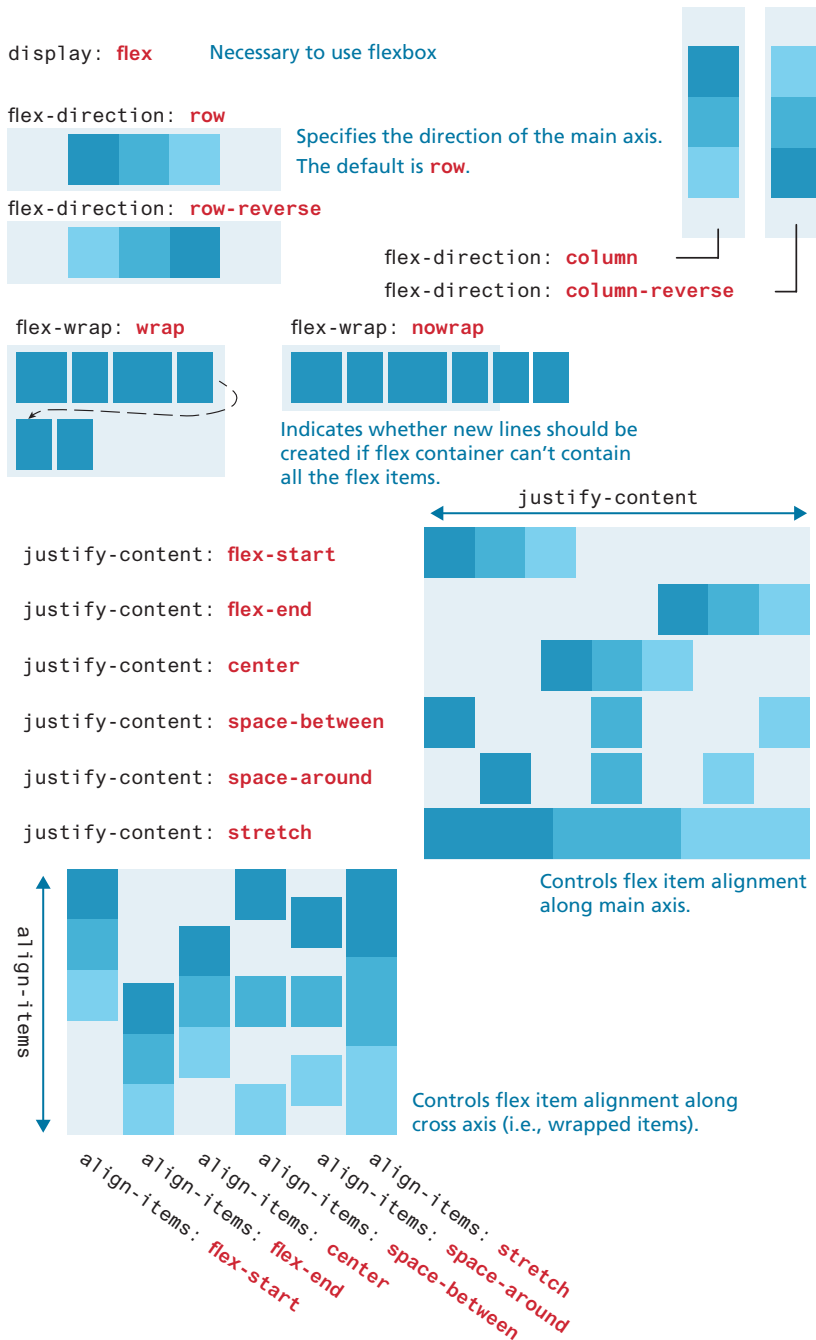 display: flex
Necessary to use flexbox
flex-direction: row
Specifies the direction of the main axis.
The default is row.
flex-direction: row-reverse
flex-direction: column
flex-direction: column-reverse
flex-wrap: wrap
flex-wrap: nowrap
Indicates whether new lines should be
created if flex container can't contain
all the flex items.
justify-content
justify-content: flex-start
justify-content: flex-end
justify-content: center
justify-content: space-between
justify-content: space-around
justify-content: stretch
Controls flex item alignment
along main axis.
align-items
Controls flex item alignment along
cross axis (i.e., wrapped items).
align-items: flex-start
align-items: flex-end
align-items: center
align-items: space-between
align-items: space-around
align-items: stretch